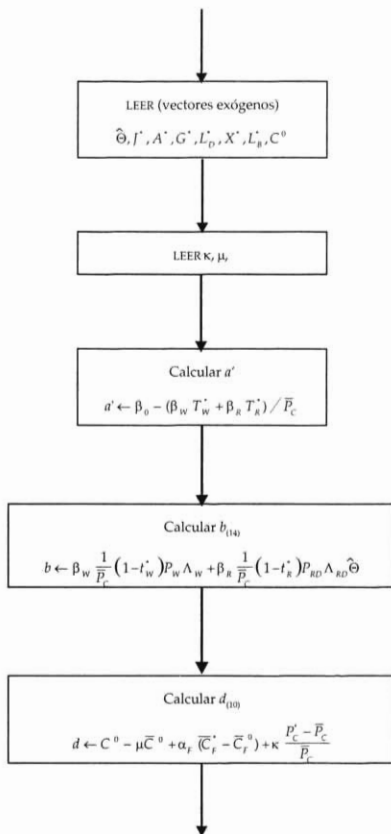 LEER (vectores exógenos)
Θ̂, J*, A*, G*, L*_D, X*, L*_B, C⁰
LEER κ, μ,
Calcular a'
a' ← β₀ − (β_W T*_W + β_R T*_R) / P̅_C
Calcular b₍₁₄₎
b ← β_W 1/P̅_C (1−t*_W)P_W Λ_W + β_R 1/P̅_C (1−t*_R)P_RD Λ_RD Θ̂
Calcular d₍₁₀₎
d ← C⁰ − μC̅⁰ + α_F (C̅*_F − C̅⁰_F) + κ (P*_C − P̅_C)/P̅_C